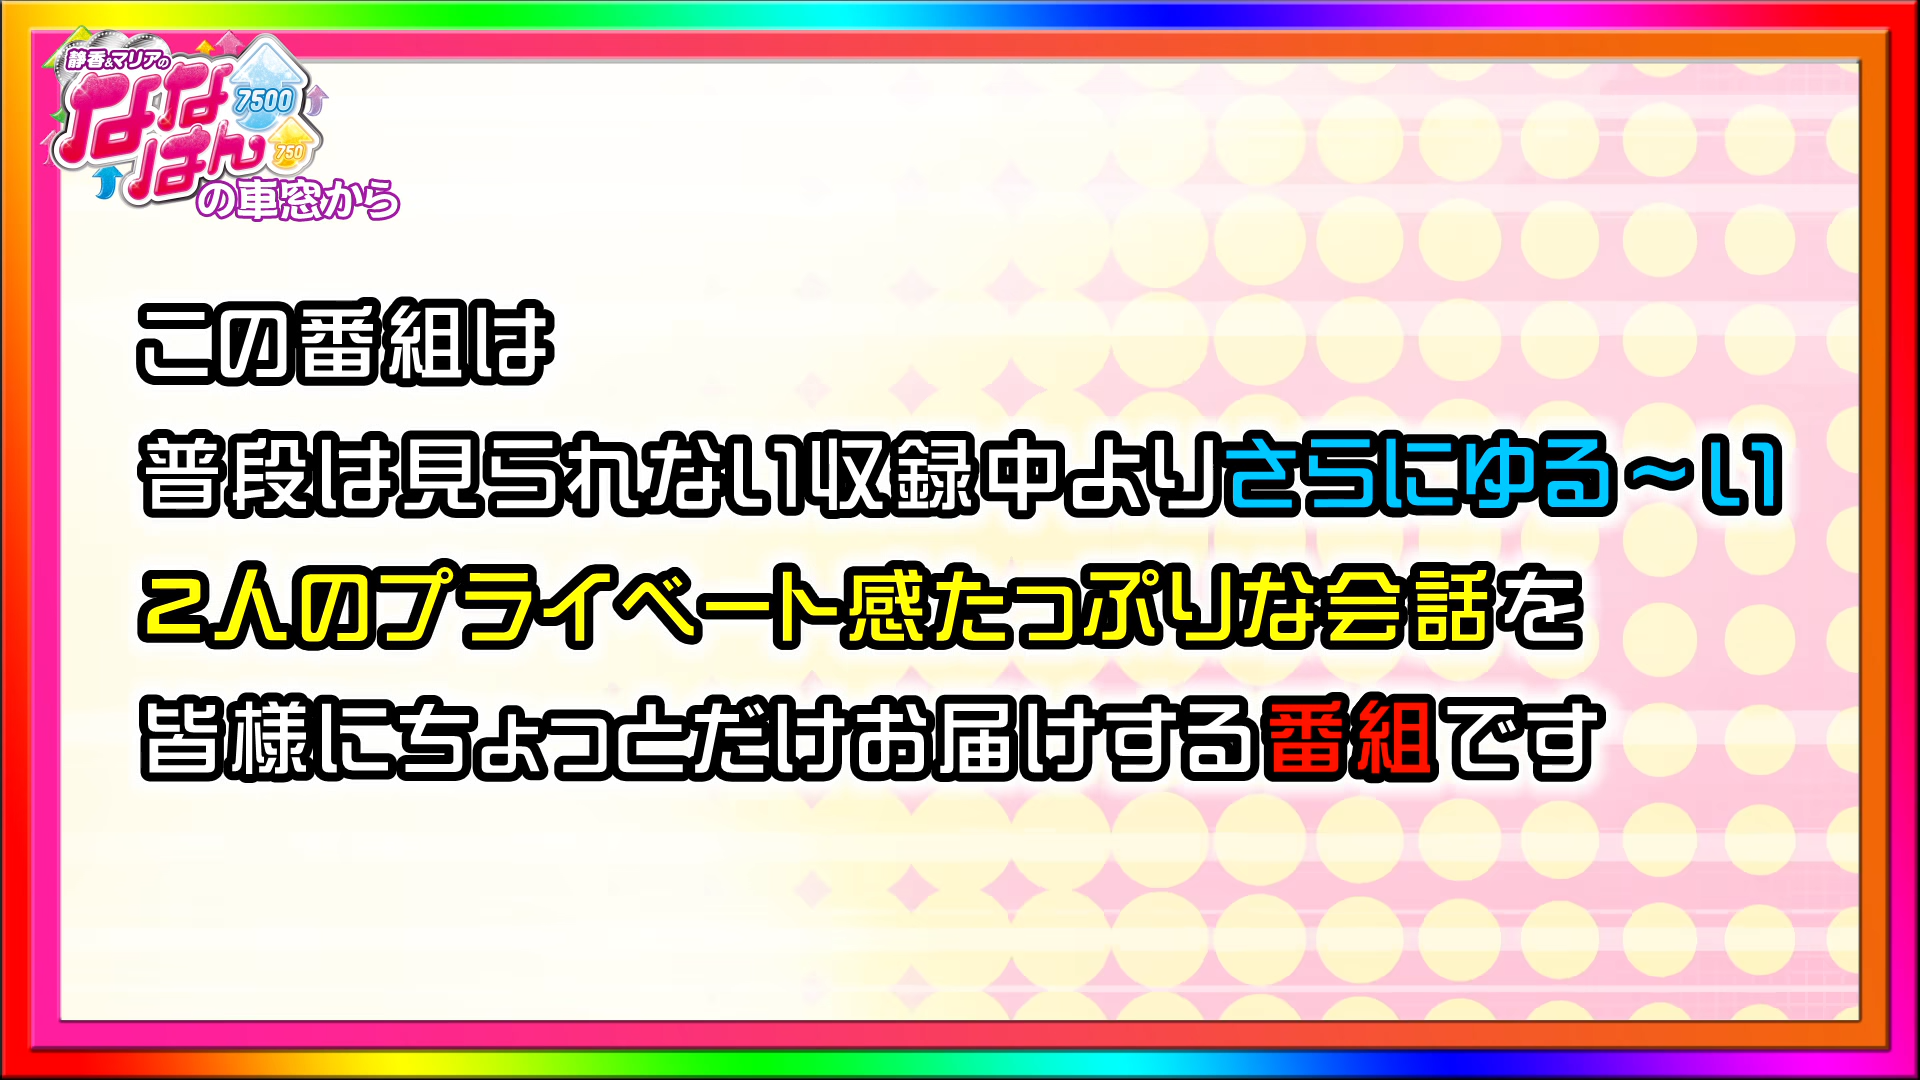 静香&マリアの
ななはん
7500
750
の車窓から
この番組は
普段は見られない収録中よりさらにゆる～い
2人のプライベート感たっぷりな会話を
皆様にちょっとだけお届けする番組です